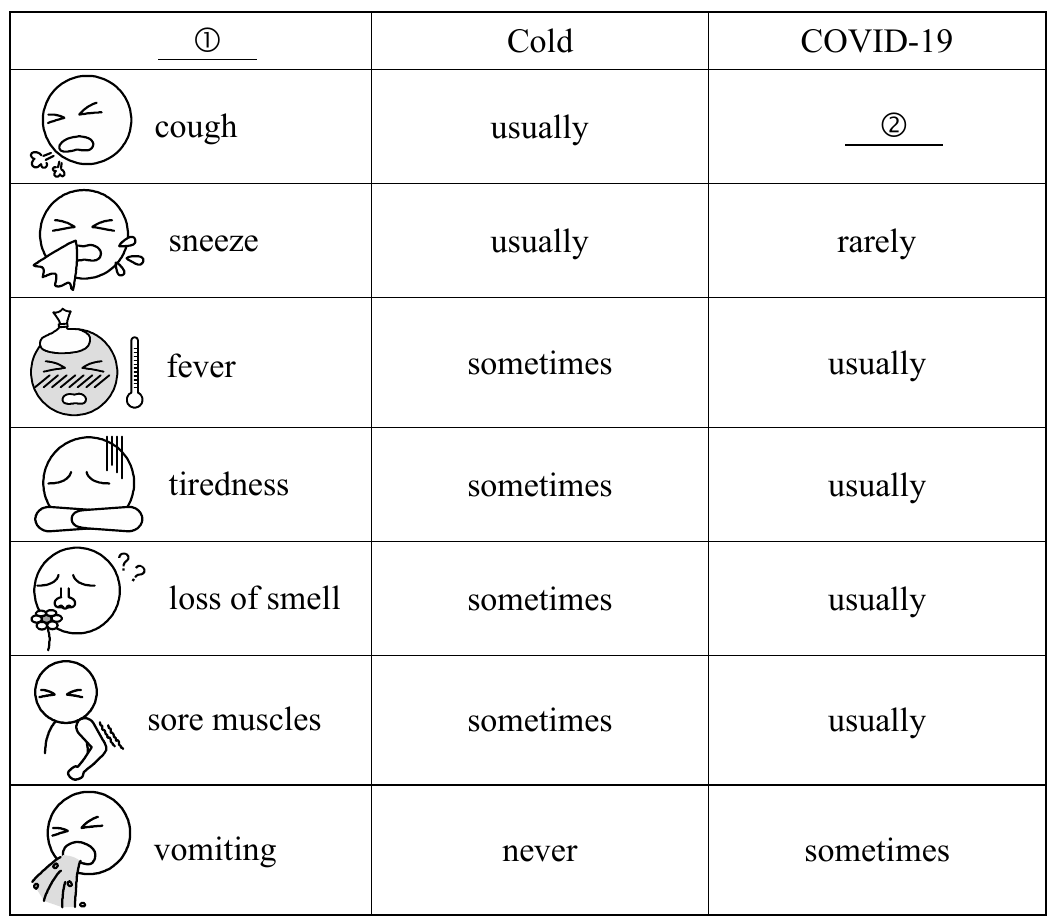 ① Cold COVID-19
cough usually ②
sneeze usually rarely
fever sometimes usually
tiredness sometimes usually
? ?
loss of smell sometimes usually
sore muscles sometimes usually
vomiting never sometimes